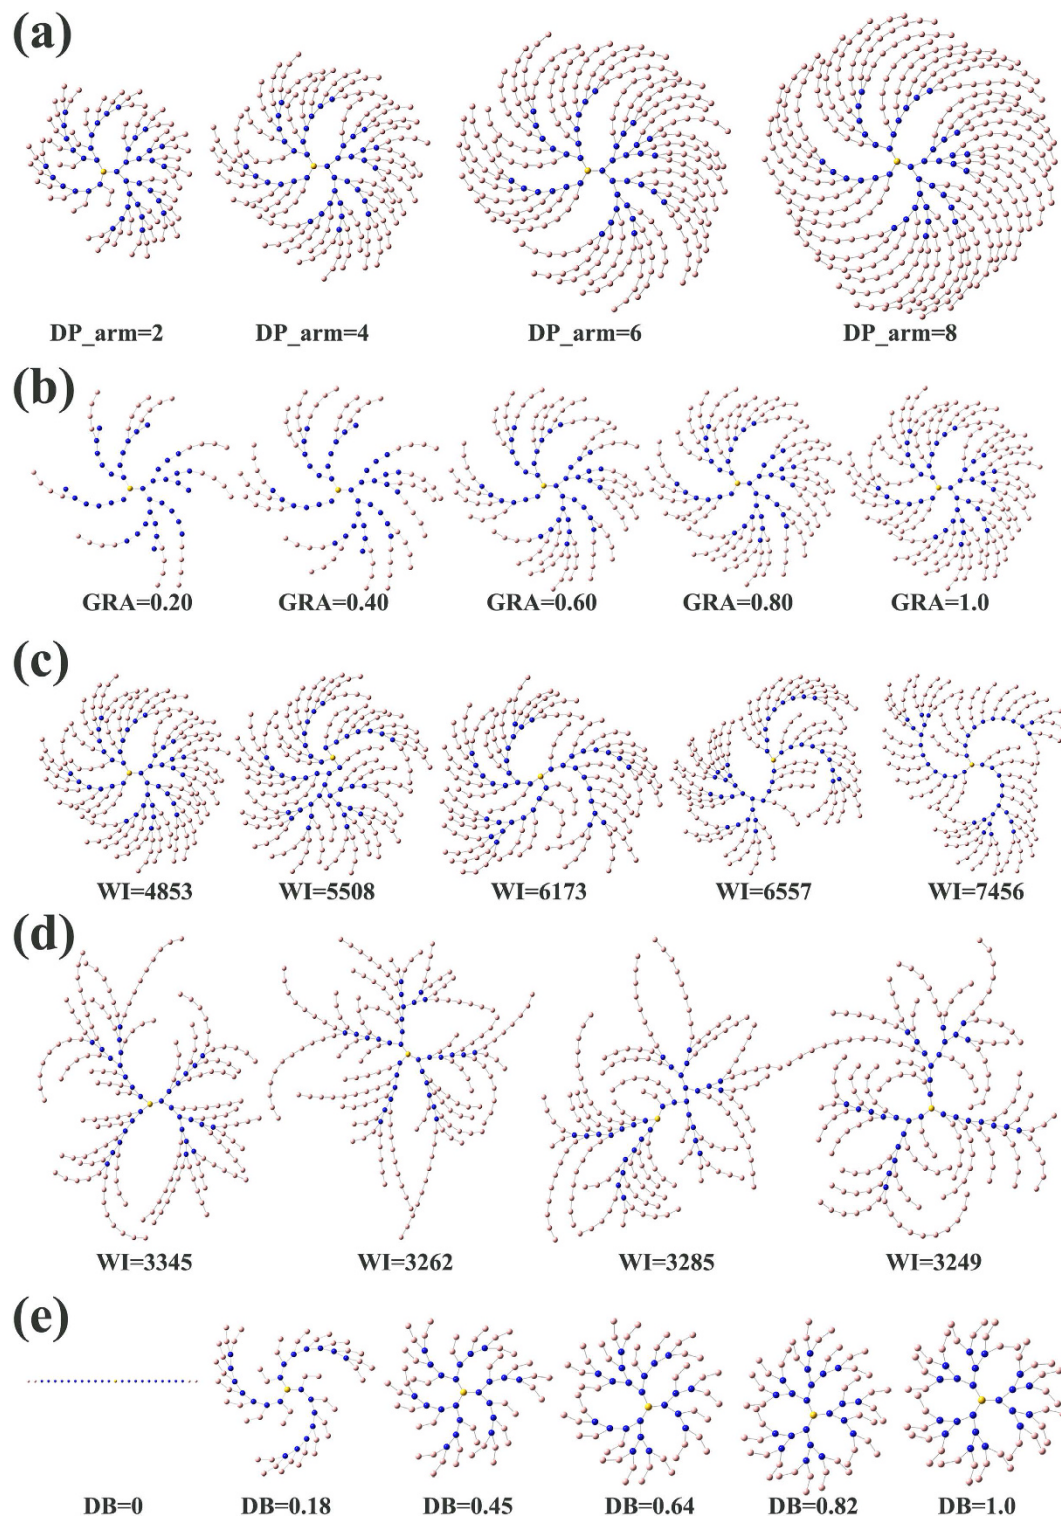 (a)
DP_arm=2 DP_arm=4 DP_arm=6 DP_arm=8
(b)
GRA=0.20 GRA=0.40 GRA=0.60 GRA=0.80 GRA=1.0
(c)
WI=4853 WI=5508 WI=6173 WI=6557 WI=7456
(d)
WI=3345 WI=3262 WI=3285 WI=3249
(e)
DB=0 DB=0.18 DB=0.45 DB=0.64 DB=0.82 DB=1.0